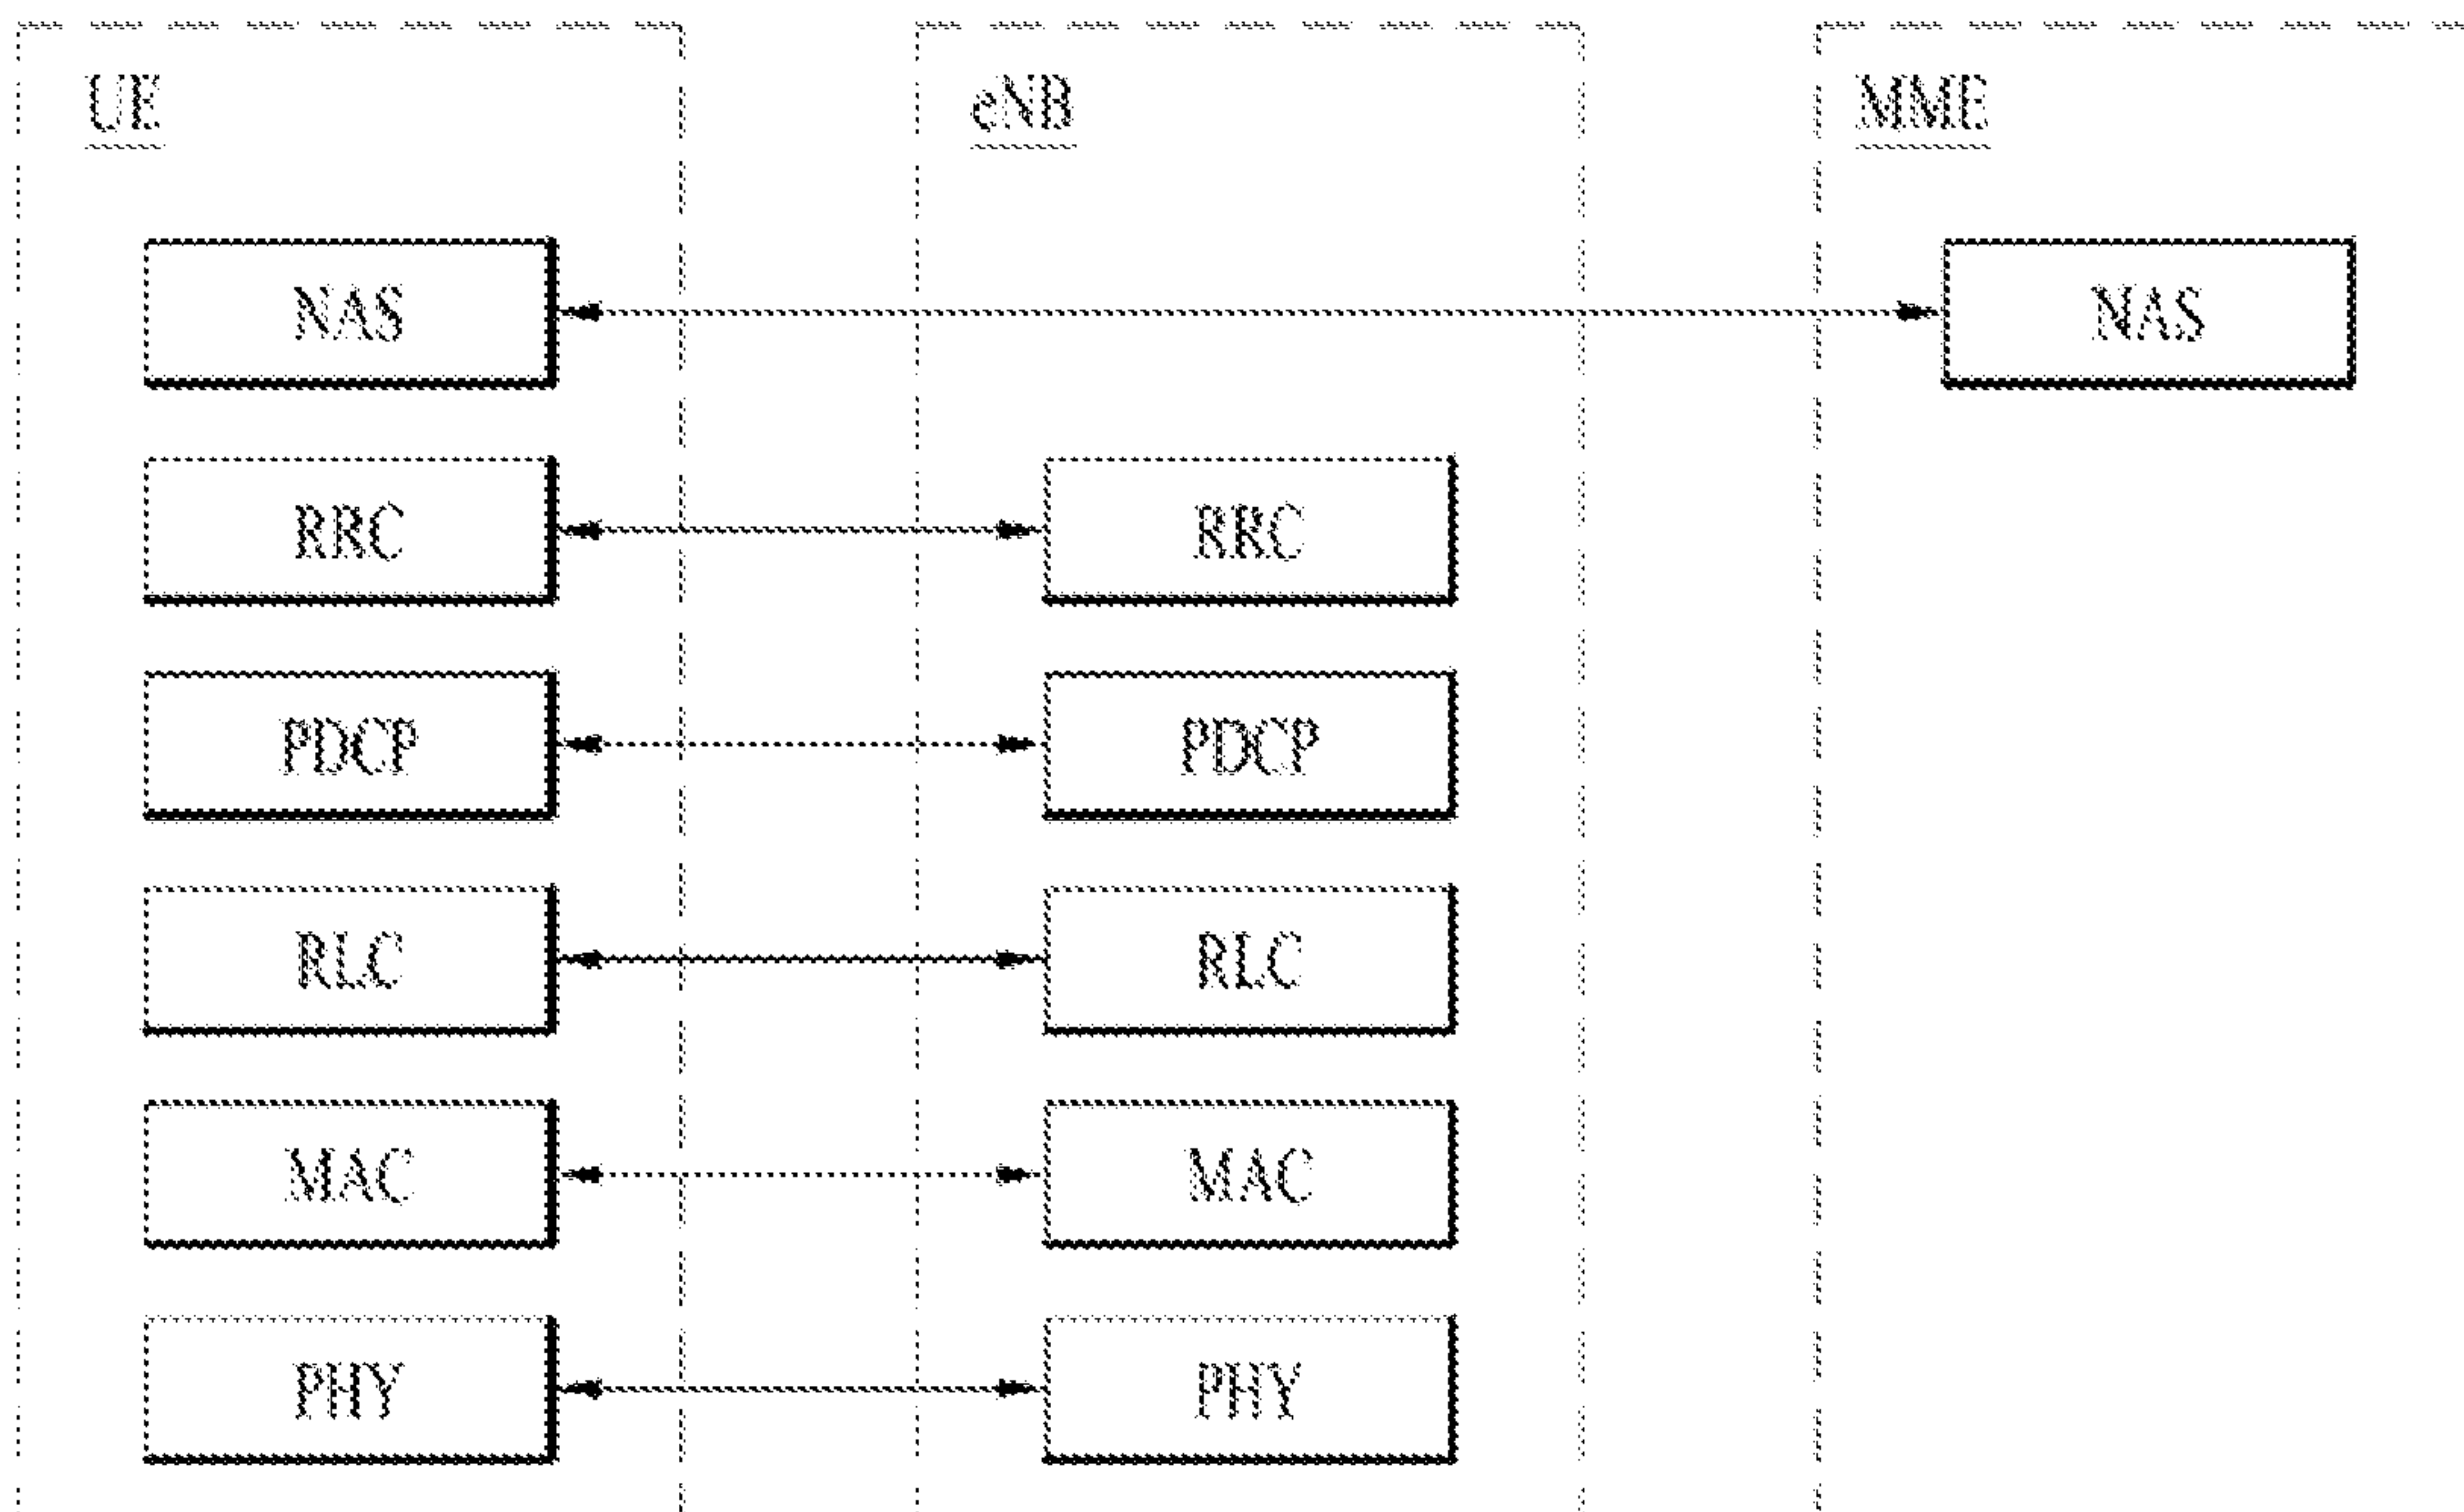 UE eNB MME
NAS NAS
RRC RRC
PDCP PDCP
RLC RLC
MAC MAC
PHY PHY